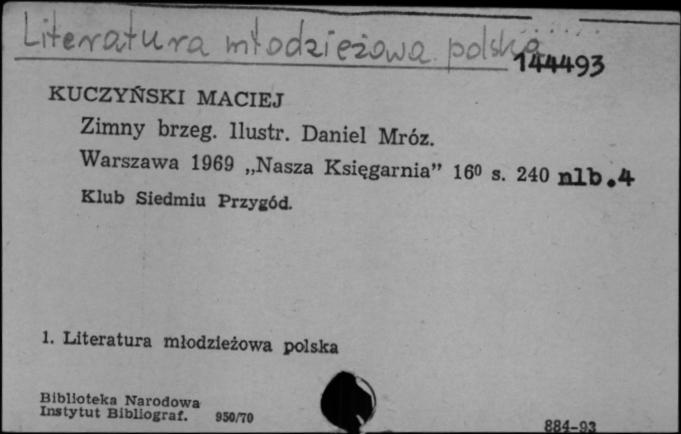 Literatura młodzieżowa polska
144493
KUCZYŃSKI MACIEJ
Zimny brzeg. Ilustr. Daniel Mróz.
Warszawa 1969 „Nasza Księgarnia” 16⁰ s. 240 nlb.4
Klub Siedmiu Przygód.
1. Literatura młodzieżowa polska
Biblioteka Narodowa
Instytut Bibliograf. 950/70
884-93